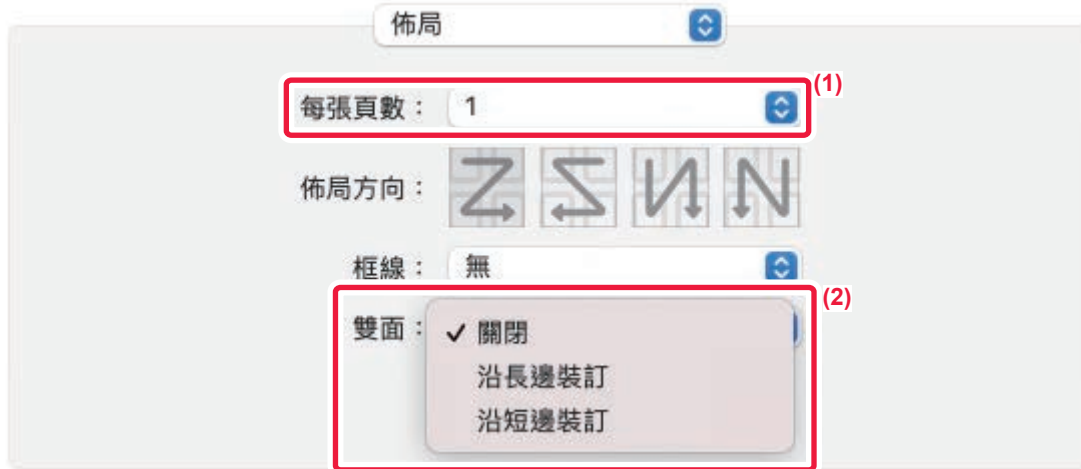 佈局
(1)
每張頁數： 1
佈局方向：
框線： 無
(2)
雙面： ✓ 關閉
沿長邊裝訂
沿短邊裝訂